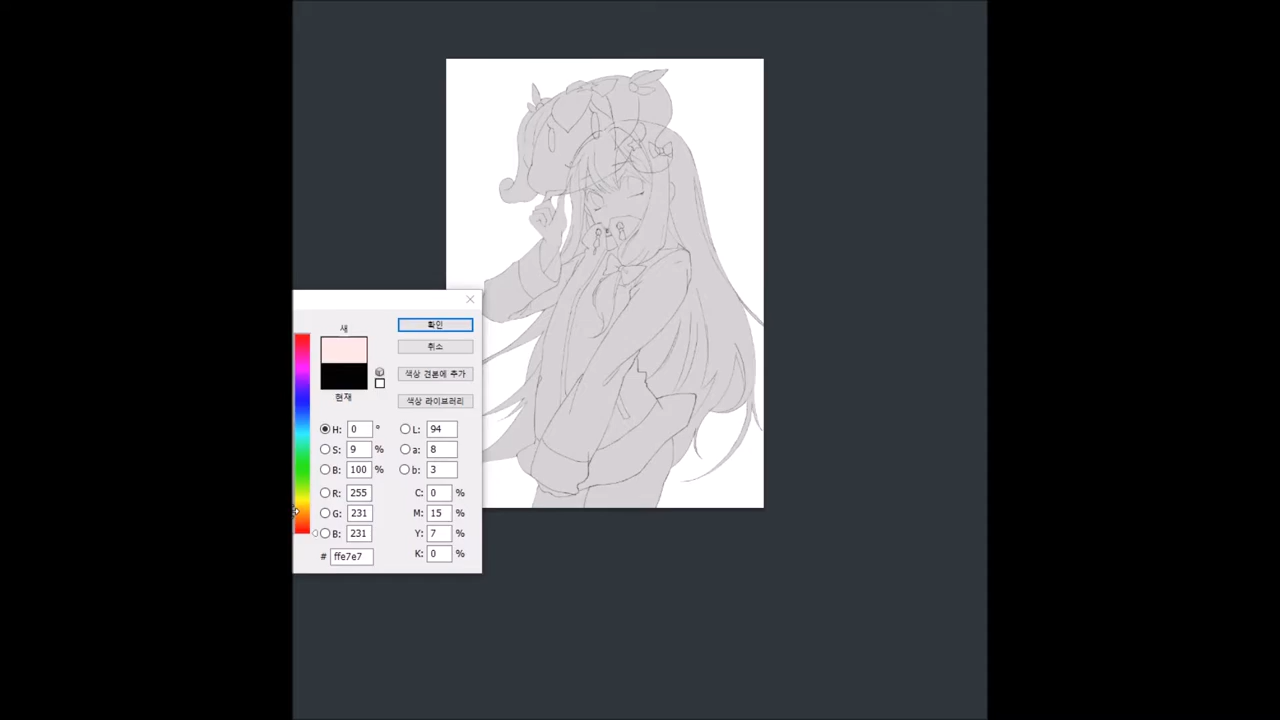 새
현재
확인
취소
색상 견본에 추가
색상 라이브러리
H: 0 °
S: 9 %
B: 100 %
R: 255
G: 231
B: 231
# ffe7e7
L: 94
a: 8
b: 3
C: 0 %
M: 15 %
Y: 7 %
K: 0 %